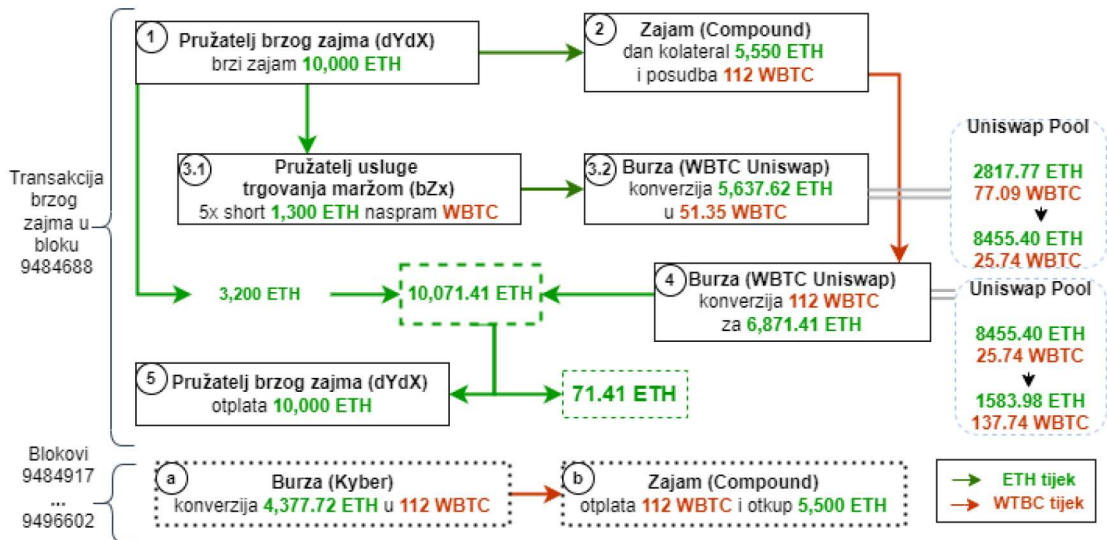 1
Pružatelj brzog zajma (dYdX)
brzi zajam 10,000 ETH
2
Zajam (Compound)
dan kolateral 5,550 ETH
i posudba 112 WBTC
3.1
Pružatelj usluge
trgovanja maržom (bZx)
5x short 1,300 ETH naspram WBTC
3.2
Burza (WBTC Uniswap)
konverzija 5,637.62 ETH
u 51.35 WBTC
Uniswap Pool
2817.77 ETH
77.09 WBTC
8455.40 ETH
25.74 WBTC
Transakcija
brzog
zajma u
bloku
9484688
3,200 ETH
10,071.41 ETH
4
Burza (WBTC Uniswap)
konverzija 112 WBTC
za 6,871.41 ETH
Uniswap Pool
8455.40 ETH
25.74 WBTC
1583.98 ETH
137.74 WBTC
5
Pružatelj brzog zajma (dYdX)
otplata 10,000 ETH
71.41 ETH
Blokovi
9484917
...
9496602
a
Burza (Kyber)
konverzija 4,377.72 ETH u 112 WBTC
b
Zajam (Compound)
otplata 112 WBTC i otkup 5,500 ETH
ETH tijek
WTBC tijek